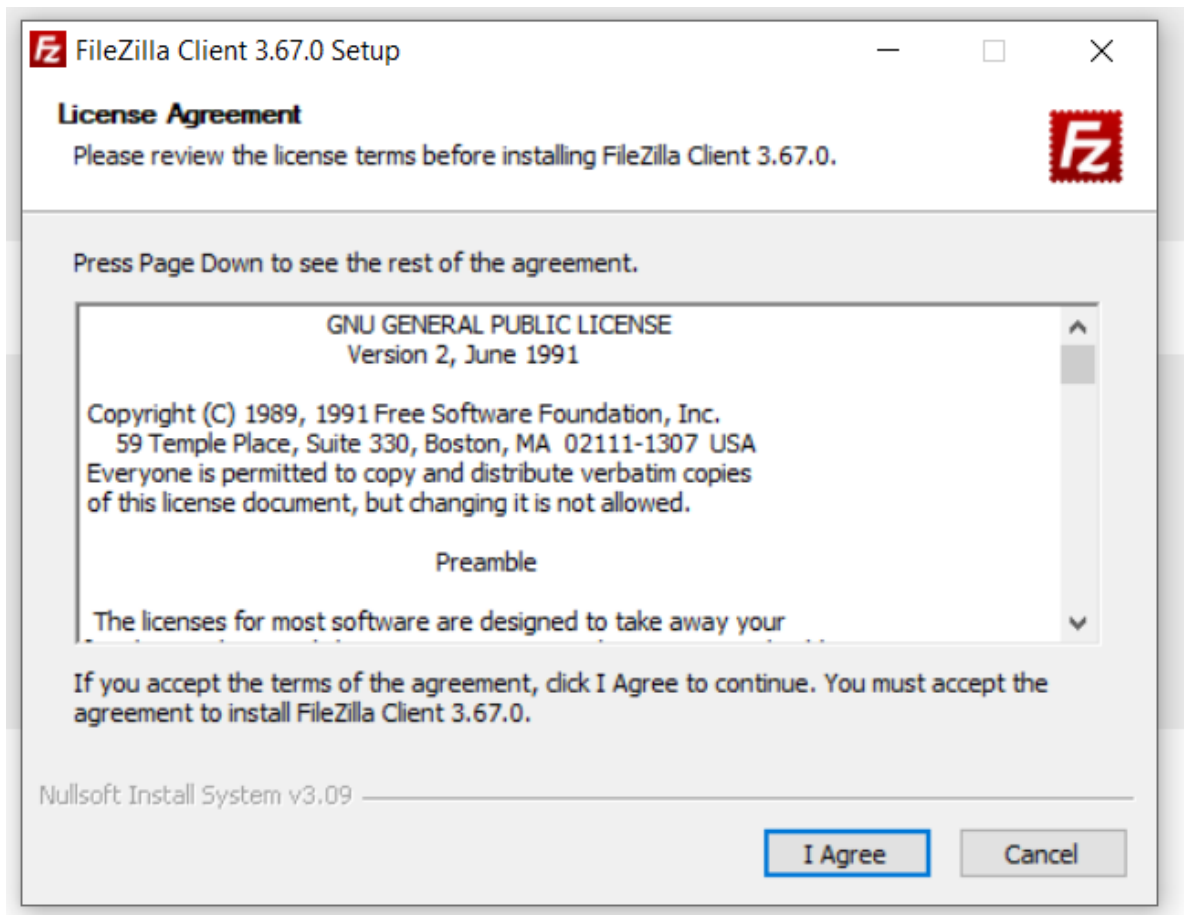 FileZilla Client 3.67.0 Setup
License Agreement
Please review the license terms before installing FileZilla Client 3.67.0.
Press Page Down to see the rest of the agreement.
GNU GENERAL PUBLIC LICENSE
Version 2, June 1991
Copyright (C) 1989, 1991 Free Software Foundation, Inc.
59 Temple Place, Suite 330, Boston, MA 02111-1307 USA
Everyone is permitted to copy and distribute verbatim copies
of this license document, but changing it is not allowed.
Preamble
The licenses for most software are designed to take away your
If you accept the terms of the agreement, click I Agree to continue. You must accept the
agreement to install FileZilla Client 3.67.0.
Nullsoft Install System v3.09
I Agree
Cancel